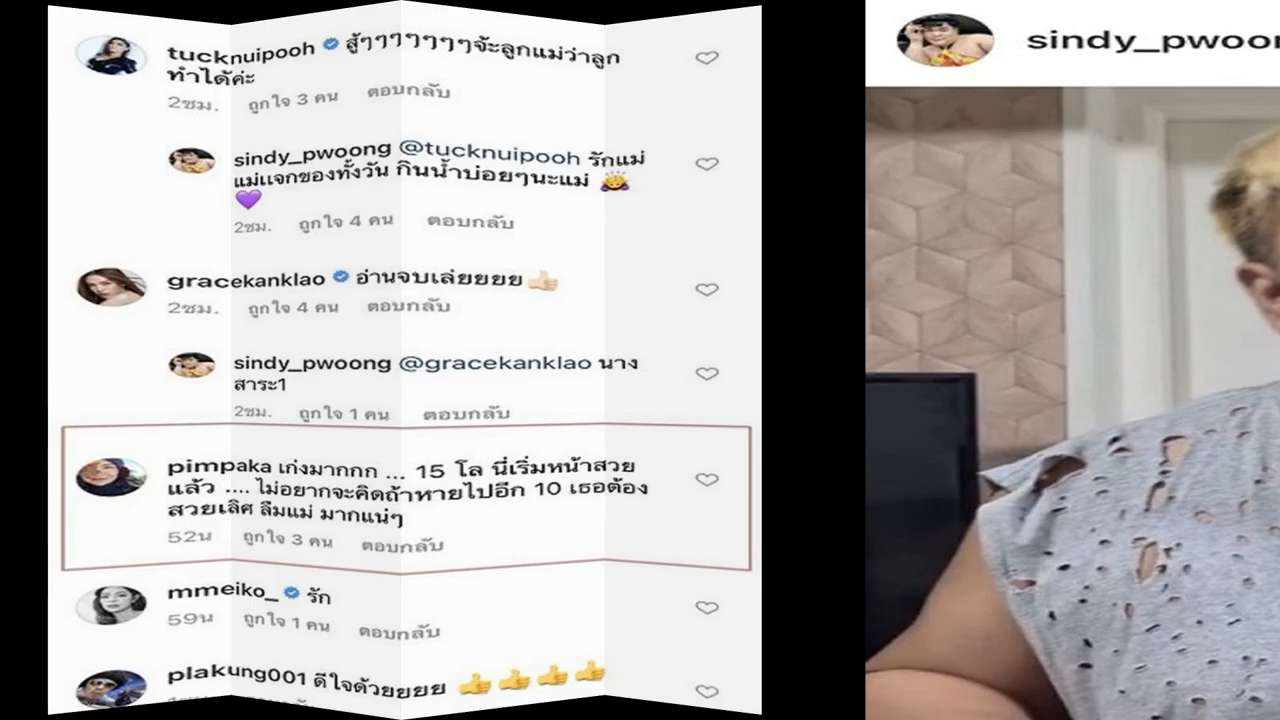 tucknuipooh สู้ๆๆๆๆๆๆๆจ้ะลูกแม่ว่าลูก
ทำได้ค่ะ
2ชม. ถูกใจ 3 คน ตอบกลับ
sindy_pwoong @tucknuipooh รักแม่
แม่แจกของทั้งวัน กินน้ำบ่อยๆนะแม่ 🙇
💜
2ชม. ถูกใจ 4 คน ตอบกลับ
gracekanklao อ่านจบเล่ยยยยย👍🏻
2ชม. ถูกใจ 4 คน ตอบกลับ
sindy_pwoong @gracekanklao นาง
สาระ1
2ชม. ถูกใจ 1 คน ตอบกลับ
pimpaka เก่งมากกก ... 15 โล นี่เริ่มหน้าสวย
แล้ว .... ไม่อยากจะคิดถ้าหายไปอีก 10 เธอต้อง
สวยเลิศ ลืมแม่ มากแน่ๆ
52น ถูกใจ 3 คน ตอบกลับ
mmeiko_ รัก
59น ถูกใจ 1 คน ตอบกลับ
plakung001 ดีใจด้วยยยยย 👍👍👍👍
sindy_pwoon